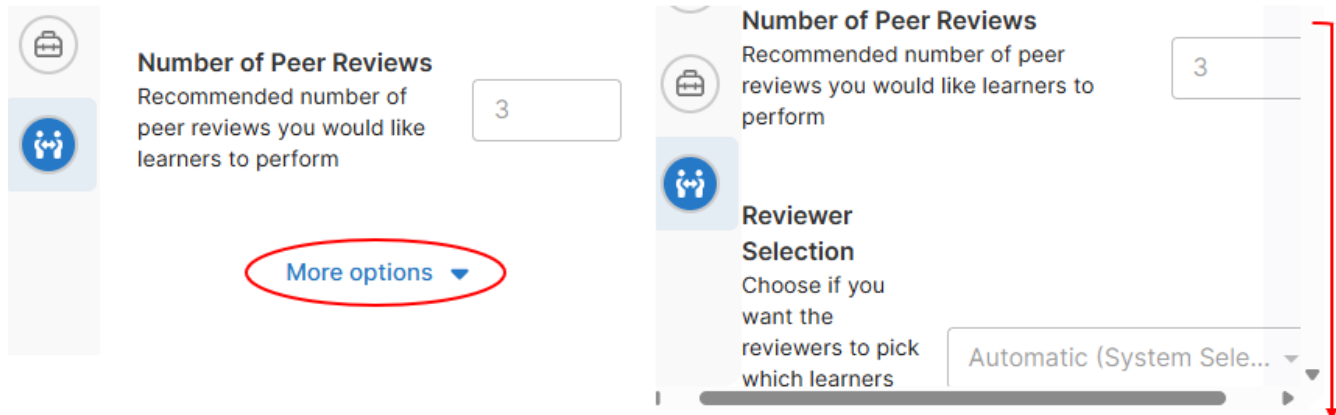 Number of Peer Reviews
Recommended number of
peer reviews you would like
learners to perform
3
More options
Number of Peer Reviews
Recommended number of peer
reviews you would like learners to
perform
3
Reviewer
Selection
Choose if you
want the
reviewers to pick
which learners
Automatic (System Sele...